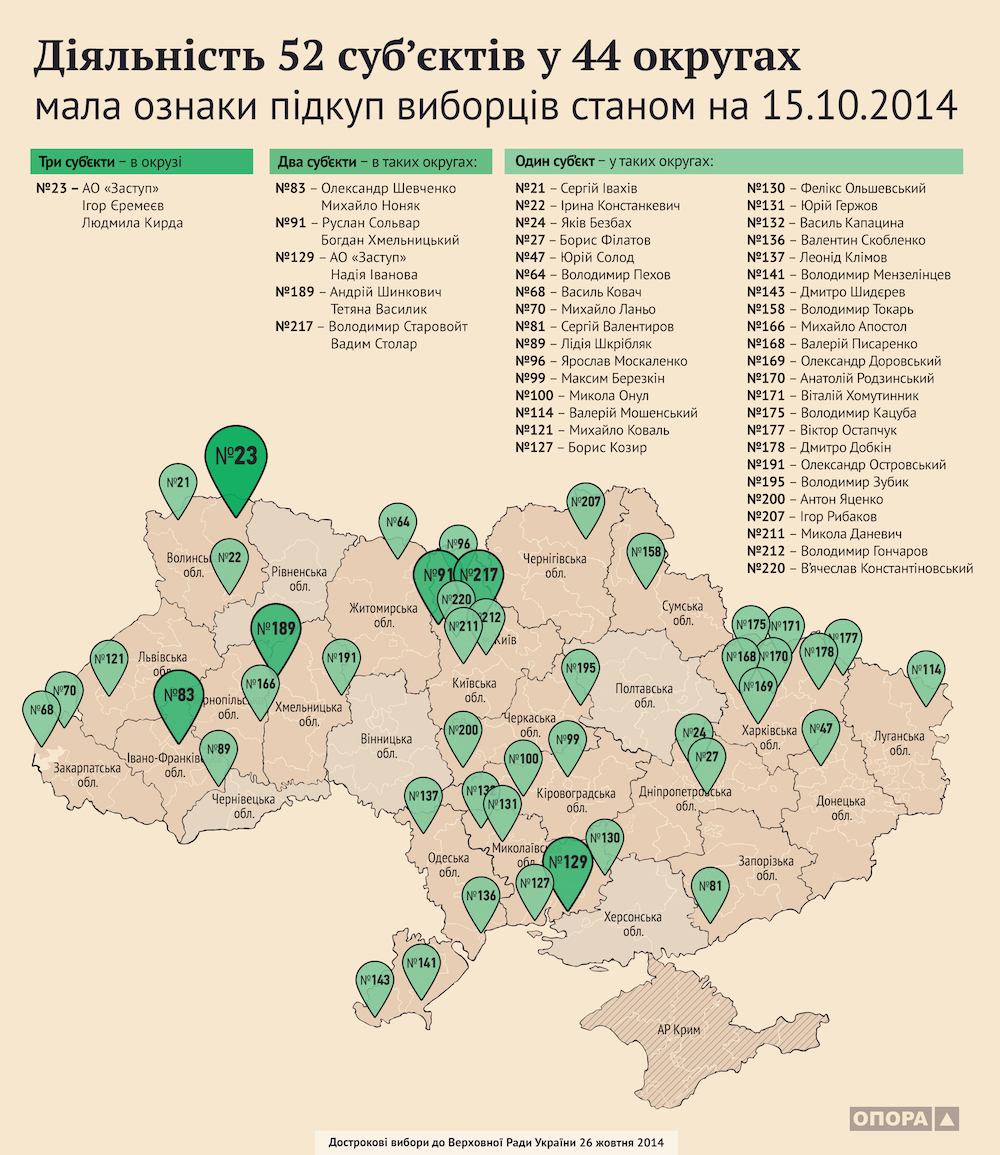 Діяльність 52 суб’єктів у 44 округах
мала ознаки підкуп виборців станом на 15.10.2014
Три суб’єкти – в окрузі
№23 – АО «Заступ»
Ігор Єремеєв
Людмила Кирда
Два суб’єкти – в таких округах:
№83 – Олександр Шевченко
Михайло Ноняк
№91 – Руслан Сольвар
Богдан Хмельницький
№129 – АО «Заступ»
Надія Іванова
№189 – Андрій Шинкович
Тетяна Василик
№217 – Володимир Старовойт
Вадим Столар
Один суб’єкт – у таких округах:
№21 – Сергій Івахів
№22 – Ірина Констанкевич
№24 – Яків Безбах
№27 – Борис Філатов
№47 – Юрій Солод
№64 – Володимир Пехов
№68 – Василь Ковач
№70 – Михайло Ланьо
№81 – Сергій Валентиров
№89 – Лідія Шкрібляк
№96 – Ярослав Москаленко
№99 – Максим Березкін
№100 – Микола Онул
№114 – Валерій Мошенський
№121 – Михайло Коваль
№127 – Борис Козир
№130 – Фелікс Ольшевський
№131 – Юрій Гержов
№132 – Василь Капацина
№136 – Валентин Скобленко
№137 – Леонід Клімов
№141 – Володимир Мензелінцев
№143 – Дмитро Шидєрев
№158 – Володимир Токарь
№166 – Михайло Апостол
№168 – Валерій Писаренко
№169 – Олександр Доровський
№170 – Анатолій Родзинський
№171 – Віталій Хомутинник
№175 – Володимир Кацуба
№177 – Віктор Остапчук
№178 – Дмитро Добкін
№191 – Олександр Островський
№195 – Володимир Зубик
№200 – Антон Яценко
№207 – Ігор Рибаков
№211 – Микола Даневич
№212 – Володимир Гончаров
№220 – В’ячеслав Константіновський
№23
№21
№207
№64
№96
№158
№22
Волинсь
обл.
Рівненська
обл.
№91
№217
Чернігівська
обл.
№220
Житомирська
обл.
Сумська
обл.
№189
№211
212
Київ
№175
№171
№177
№121
Львівська
обл.
№191
№195
№168
№170
№178
№114
№70
№83
№166
Київська
обл.
Полтавська
обл.
№169
№68
рнопільс
обл.
Хмельницька
обл.
Черкаська
обл.
№200
№99
№24
Харківська
обл.
№47
Луганська
обл.
Вінницька
обл.
№89
Івано-Франків
обл.
№100
№27
Закарпатська
обл.
Чернівецька
обл.
№137
№13
№131
Кіровоградська
обл.
Дніпропетровська
обл.
Донецька
обл.
№130
Миколаївс
обл.
Одеська
обл.
№129
Запорізька
обл.
№127
№81
№136
Херсонська
обл.
№141
№143
АР Крим
ОПОРА
Дострокові вибори до Верховної Ради України 26 жовтня 2014